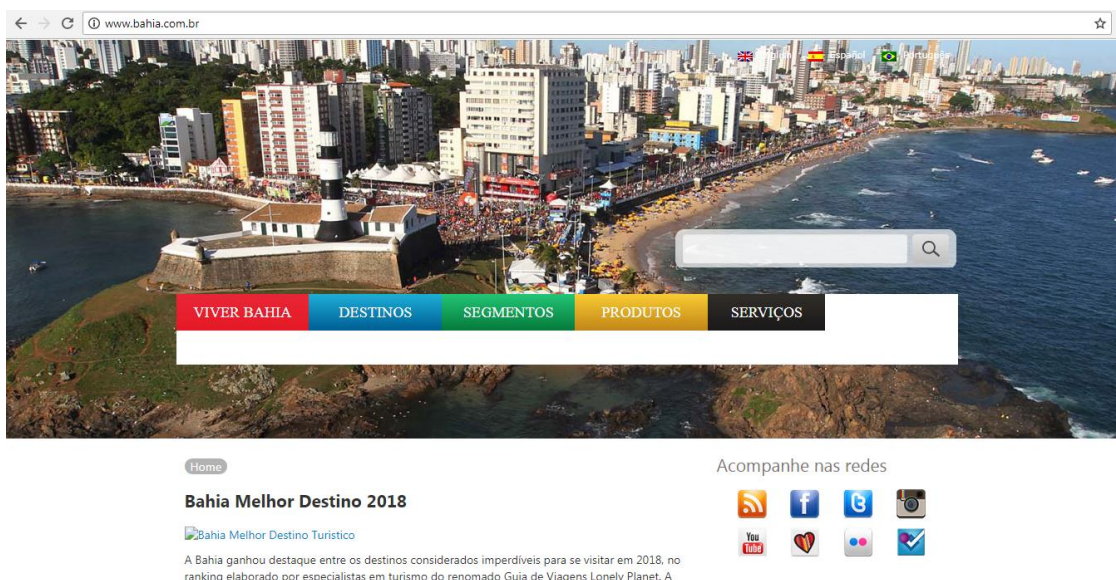 www.bahia.com.br
English Español Português
VIVER BAHIA DESTINOS SEGMENTOS PRODUTOS SERVIÇOS
Home
Acompanhe nas redes
Bahia Melhor Destino 2018
Bahia Melhor Destino Turistico
You
Tube
A Bahia ganhou destaque entre os destinos considerados imperdíveis para se visitar em 2018, no
ranking elaborado por especialistas em turismo do renomado Guia de Viagens Lonely Planet. A